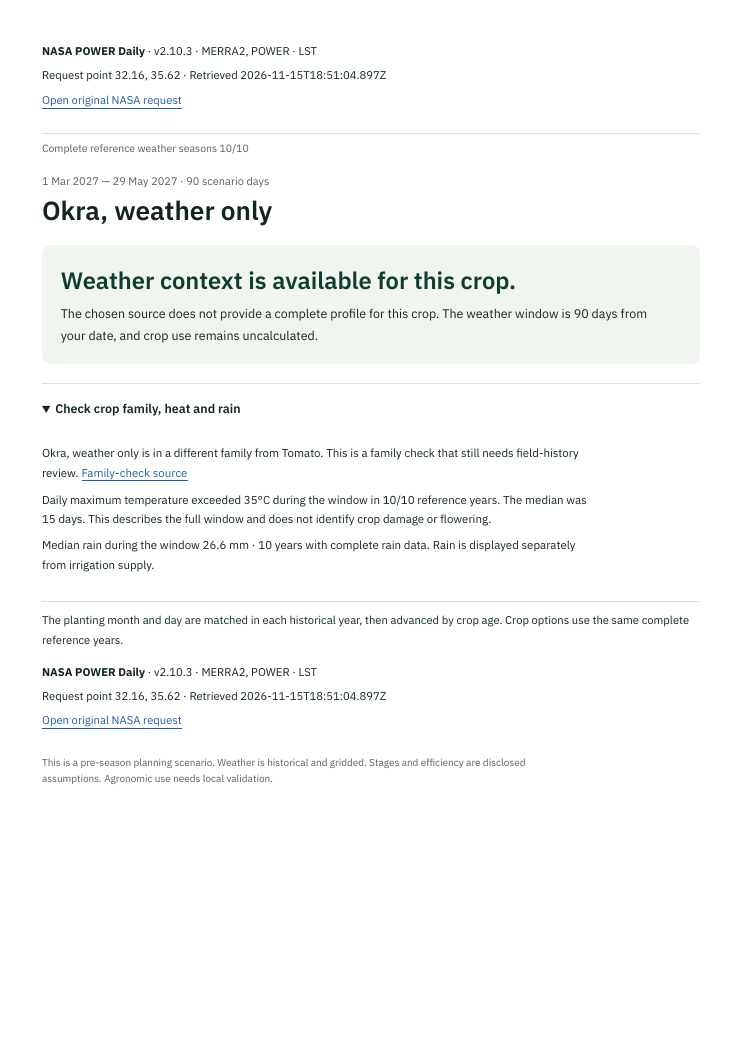 NASA POWER Daily · v2.10.3 · MERRA2, POWER · LST
Request point 32.16, 35.62 · Retrieved 2026-11-15T18:51:04.897Z
Open original NASA request
Complete reference weather seasons 10/10
1 Mar 2027 — 29 May 2027 · 90 scenario days
Okra, weather only
Weather context is available for this crop.
The chosen source does not provide a complete profile for this crop. The weather window is 90 days from
your date, and crop use remains uncalculated.
▼ Check crop family, heat and rain
Okra, weather only is in a different family from Tomato. This is a family check that still needs field-history
review. Family-check source
Daily maximum temperature exceeded 35°C during the window in 10/10 reference years. The median was
15 days. This describes the full window and does not identify crop damage or flowering.
Median rain during the window 26.6 mm · 10 years with complete rain data. Rain is displayed separately
from irrigation supply.
The planting month and day are matched in each historical year, then advanced by crop age. Crop options use the same complete
reference years.
NASA POWER Daily · v2.10.3 · MERRA2, POWER · LST
Request point 32.16, 35.62 · Retrieved 2026-11-15T18:51:04.897Z
Open original NASA request
This is a pre-season planning scenario. Weather is historical and gridded. Stages and efficiency are disclosed
assumptions. Agronomic use needs local validation.